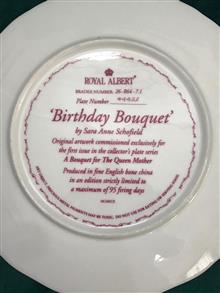 ROYAL ALBERT®
BRADEX NUMBER: 26-R64-7.1
Plate Number
'Birthday Bouquet'
by Sara Anne Schofield
Original artwork commissioned exclusively for
the first issue in the collector's plate series
A Bouquet for The Queen Mother
Produced in fine English bone china
in an edition strictly limited to
a maximum of 95 firing days